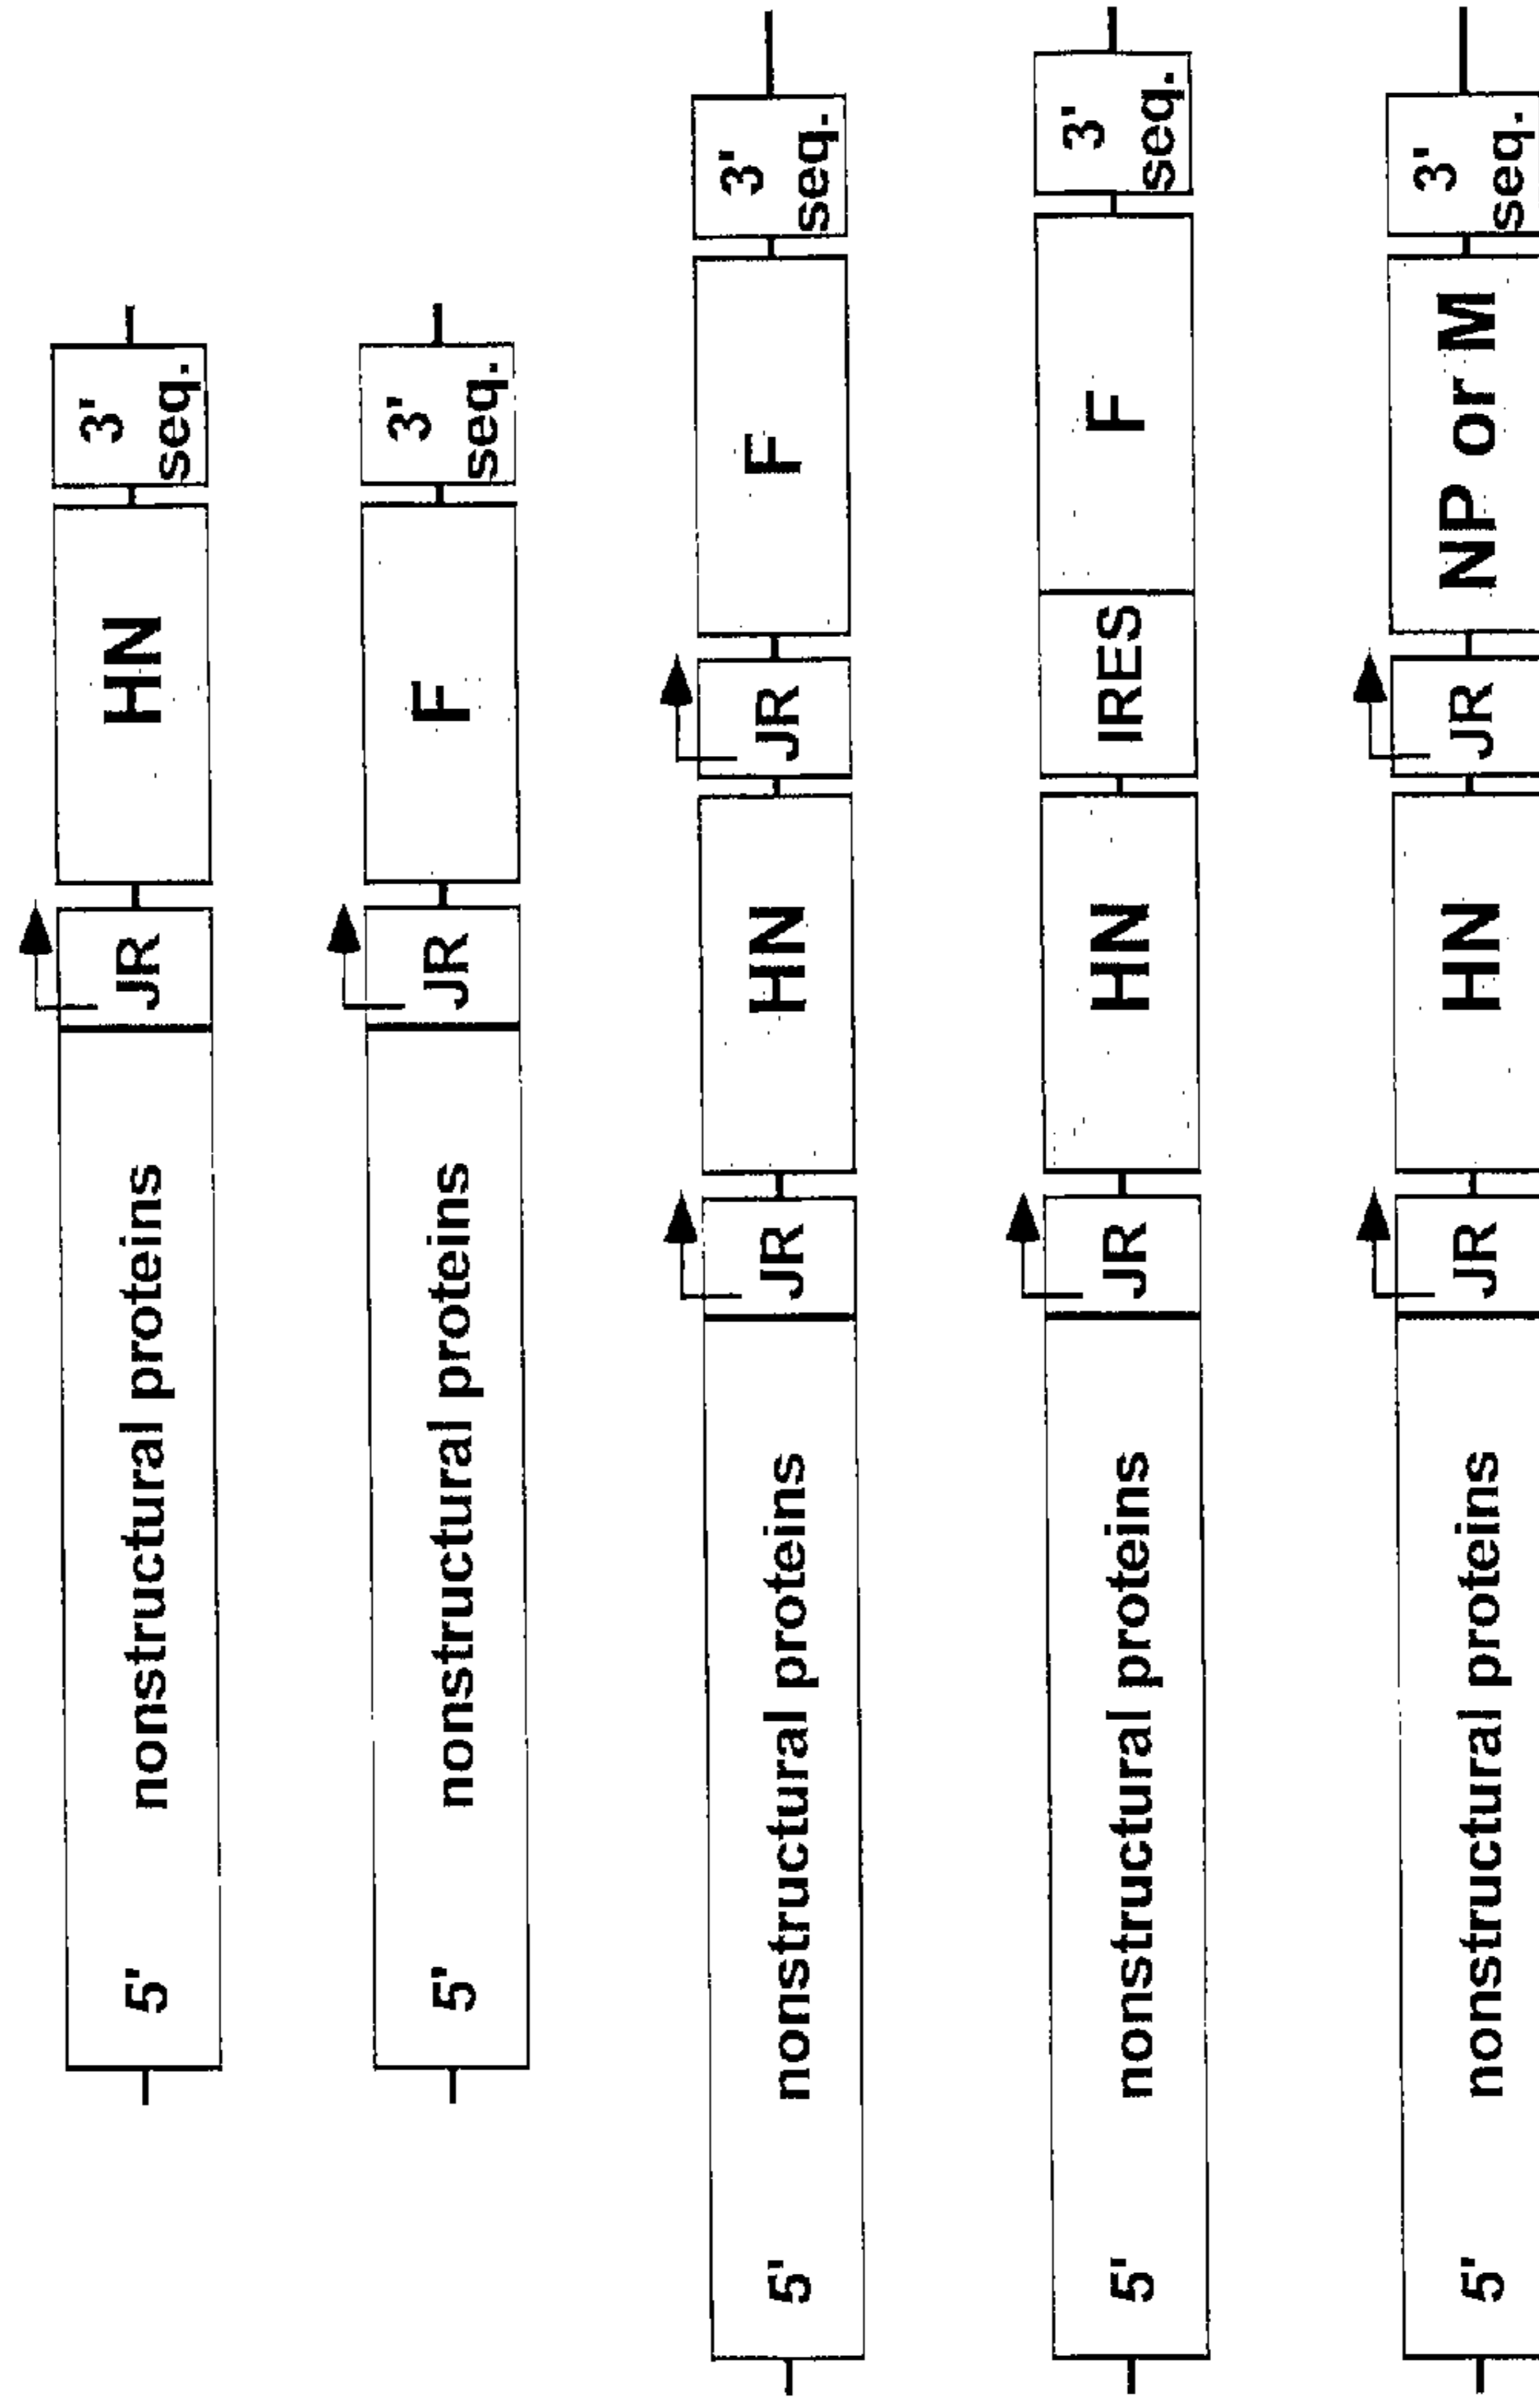 5' nonstructural proteins JR HN 3' seq.
5' nonstructural proteins JR F 3' seq.
5' nonstructural proteins JR HN JR F 3' seq.
5' nonstructural proteins JR HN IRES F 3' seq.
5' nonstructural proteins JR HN JR NP or M 3' seq.